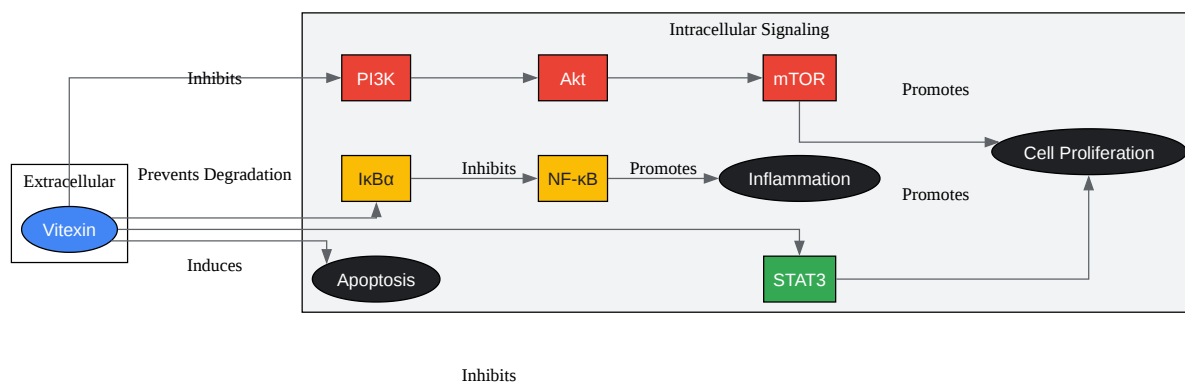 Intracellular Signaling
Inhibits
PI3K
Akt
mTOR
Promotes
Cell Proliferation
Extracellular
Prevents Degradation
IκBα
Inhibits
NF-κB
Promotes
Inflammation
Promotes
Vitexin
Induces
Apoptosis
STAT3
Inhibits